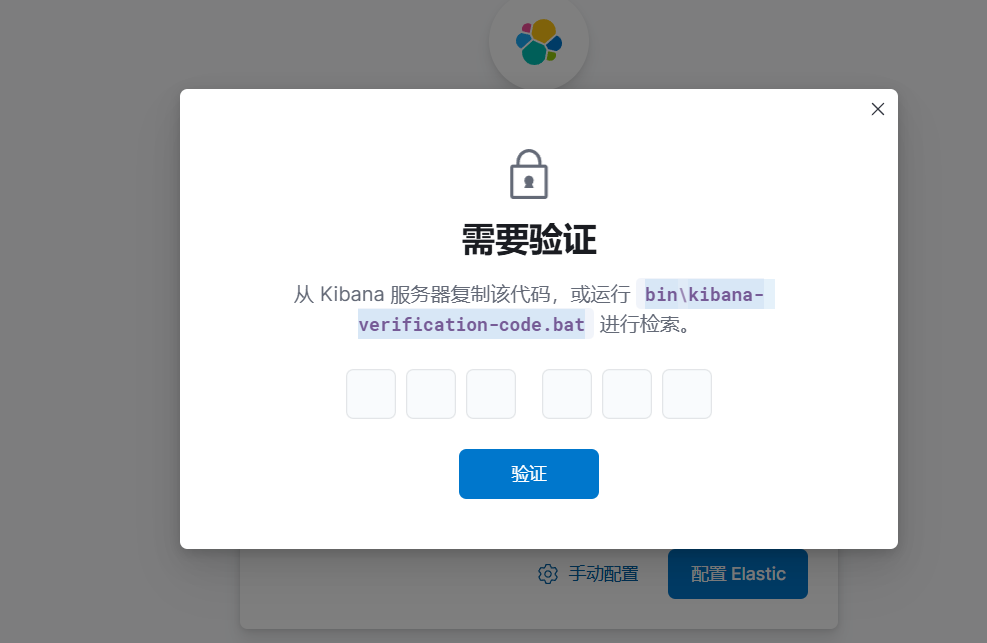 需要验证
从 Kibana 服务器复制该代码，或运行 bin\kibana-
verification-code.bat 进行检索。
验证
手动配置 配置 Elastic